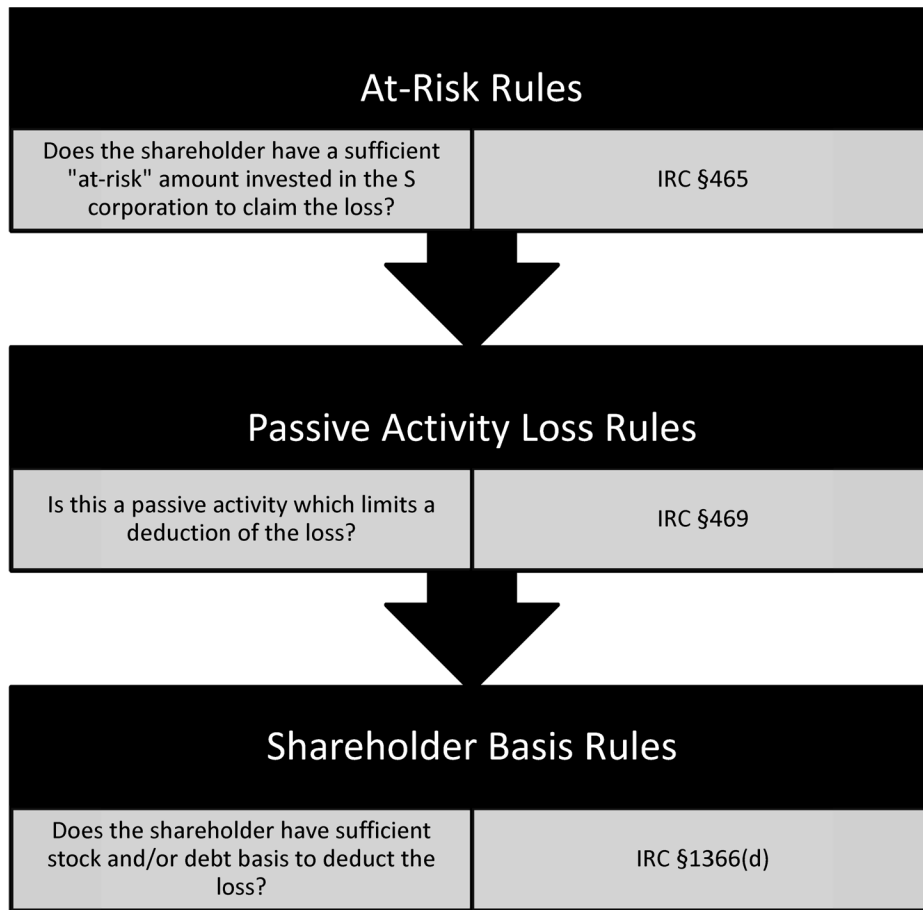 At-Risk Rules
Does the shareholder have a sufficient
"at-risk" amount invested in the S
corporation to claim the loss?
IRC §465
Passive Activity Loss Rules
Is this a passive activity which limits a
deduction of the loss?
IRC §469
Shareholder Basis Rules
Does the shareholder have sufficient
stock and/or debt basis to deduct the
loss?
IRC §1366(d)